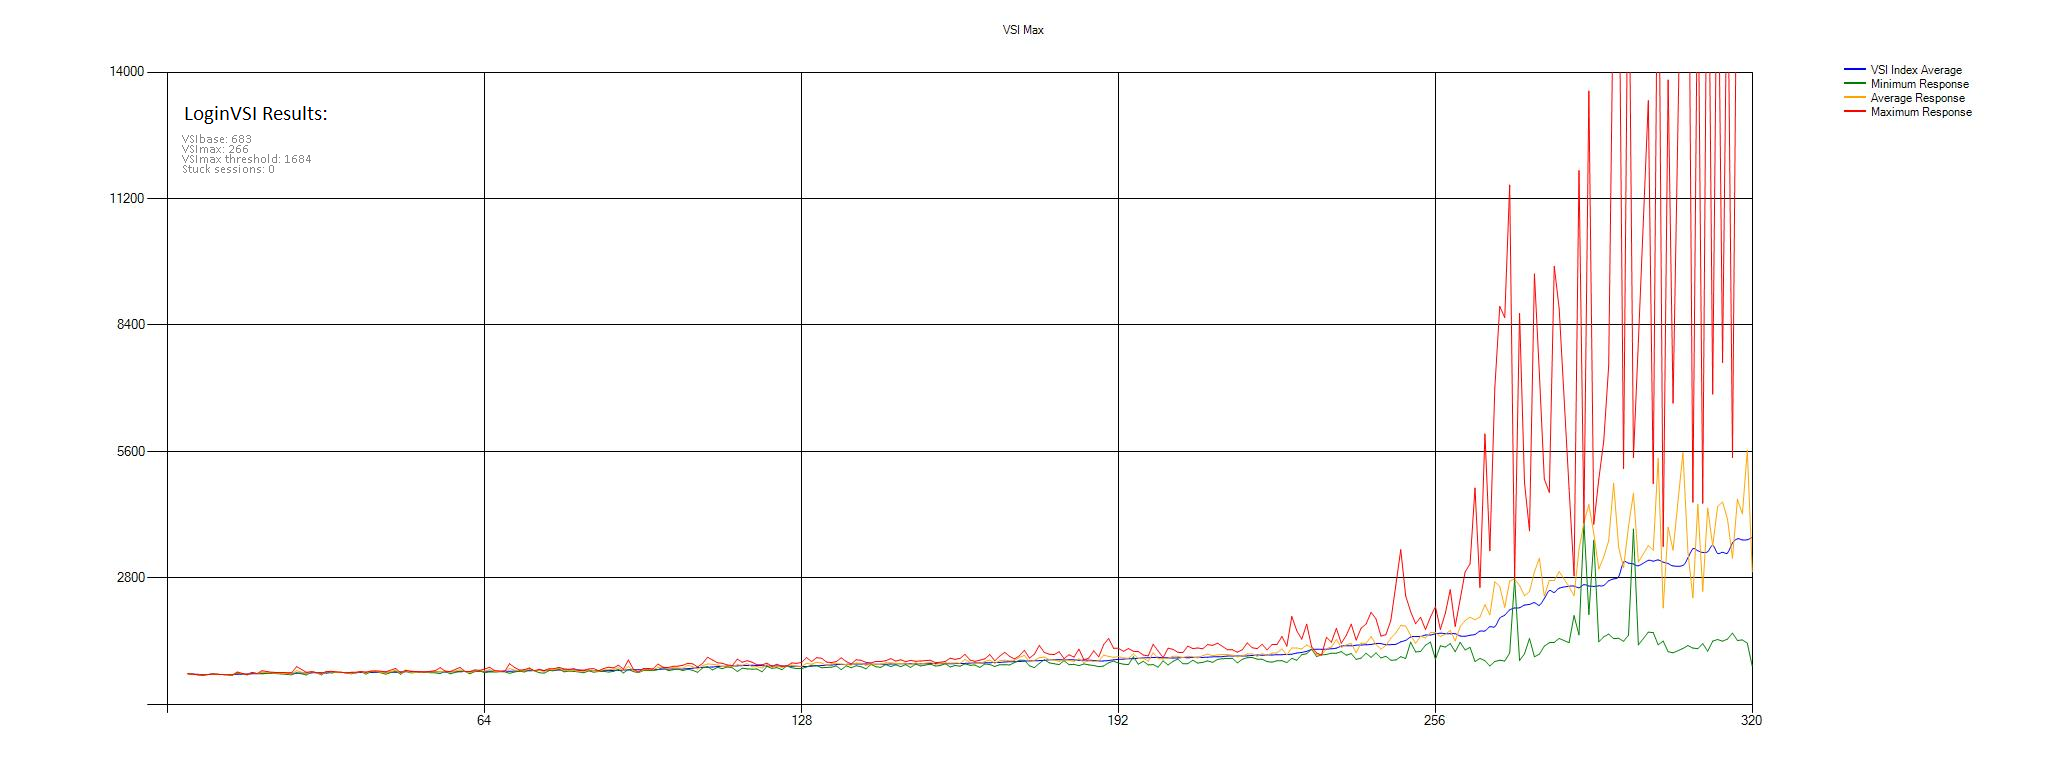 VSI Max
14000
11200
8400
5600
2800
LoginVSI Results:
VSIbase: 683
VSImax: 266
VSImax threshold: 1684
Stuck sessions: 0
VSI Index Average
Minimum Response
Average Response
Maximum Response
64
128
192
256
320